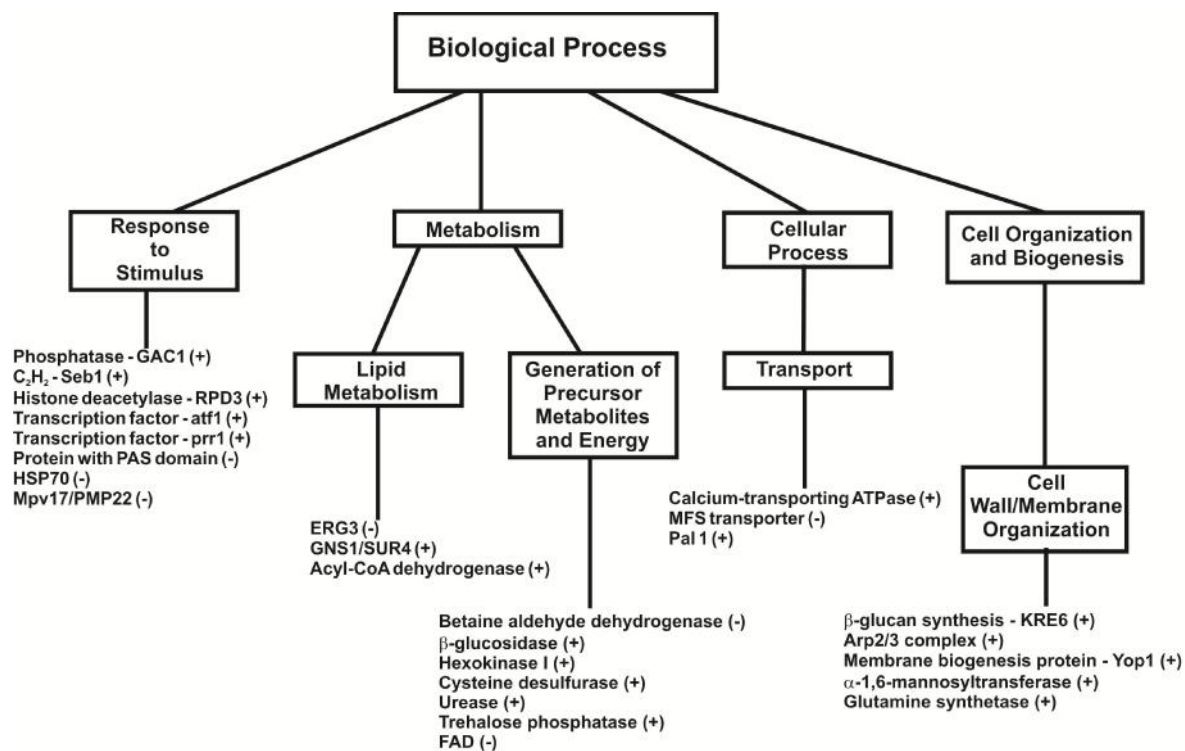 Biological Process
Response
to
Stimulus
Metabolism
Cellular
Process
Cell Organization
and Biogenesis
Phosphatase - GAC1 (+)
C₂H₂ - Seb1 (+)
Histone deacetylase - RPD3 (+)
Transcription factor - atf1 (+)
Transcription factor - prr1 (+)
Protein with PAS domain (-)
HSP70 (-)
Mpv17/PMP22 (-)
Lipid
Metabolism
Generation of
Precursor
Metabolites
and Energy
Transport
Cell
Wall/Membrane
Organization
ERG3 (-)
GNS1/SUR4 (+)
Acyl-CoA dehydrogenase (+)
Calcium-transporting ATPase (+)
MFS transporter (-)
Pal 1 (+)
Betaine aldehyde dehydrogenase (-)
β-glucosidase (+)
Hexokinase I (+)
Cysteine desulfurase (+)
Urease (+)
Trehalose phosphatase (+)
FAD (-)
β-glucan synthesis - KRE6 (+)
Arp2/3 complex (+)
Membrane biogenesis protein - Yop1 (+)
α-1,6-mannosyltransferase (+)
Glutamine synthetase (+)